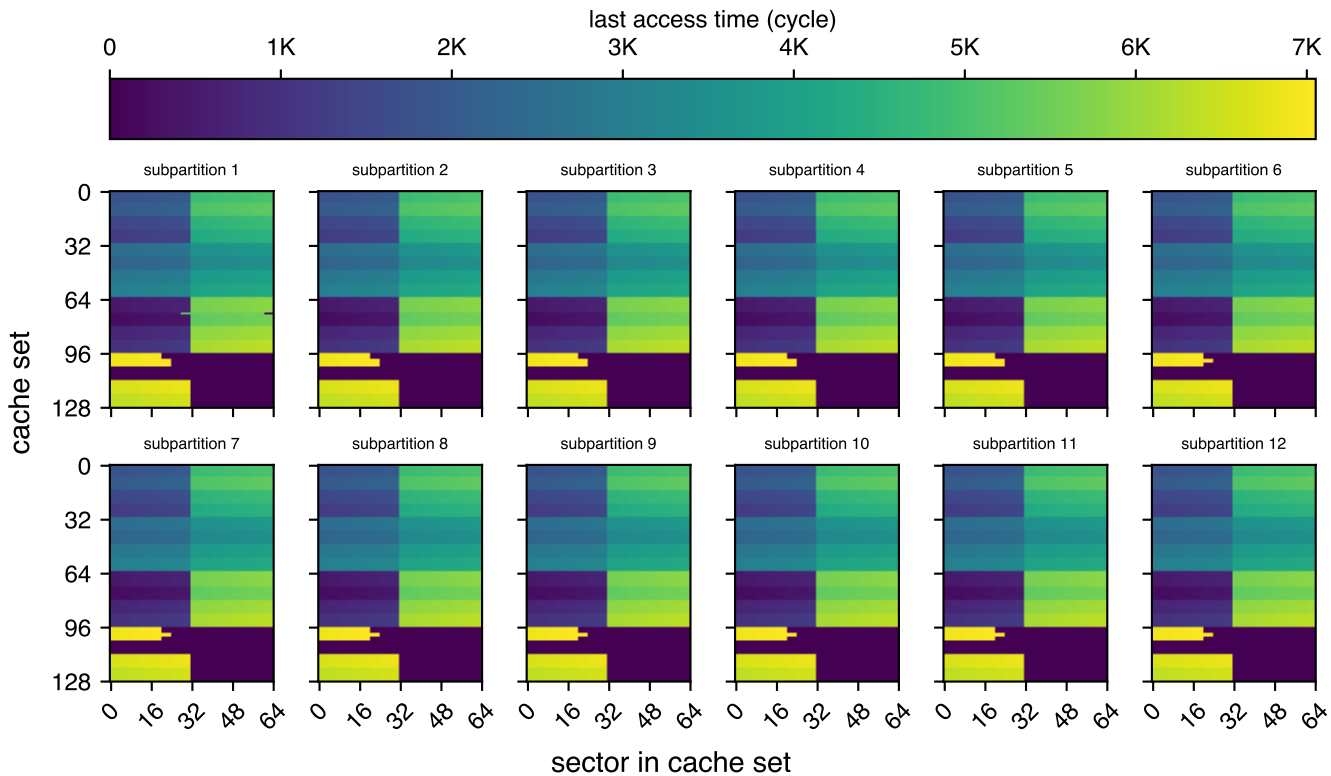 last access time (cycle)
0 1K 2K 3K 4K 5K 6K 7K
subpartition 1 subpartition 2 subpartition 3 subpartition 4 subpartition 5 subpartition 6
0
32
64
96
128
cache set
subpartition 7 subpartition 8 subpartition 9 subpartition 10 subpartition 11 subpartition 12
0
32
64
96
128
0 16 32 48 64 0 16 32 48 64 0 16 32 48 64 0 16 32 48 64 0 16 32 48 64 0 16 32 48 64
sector in cache set